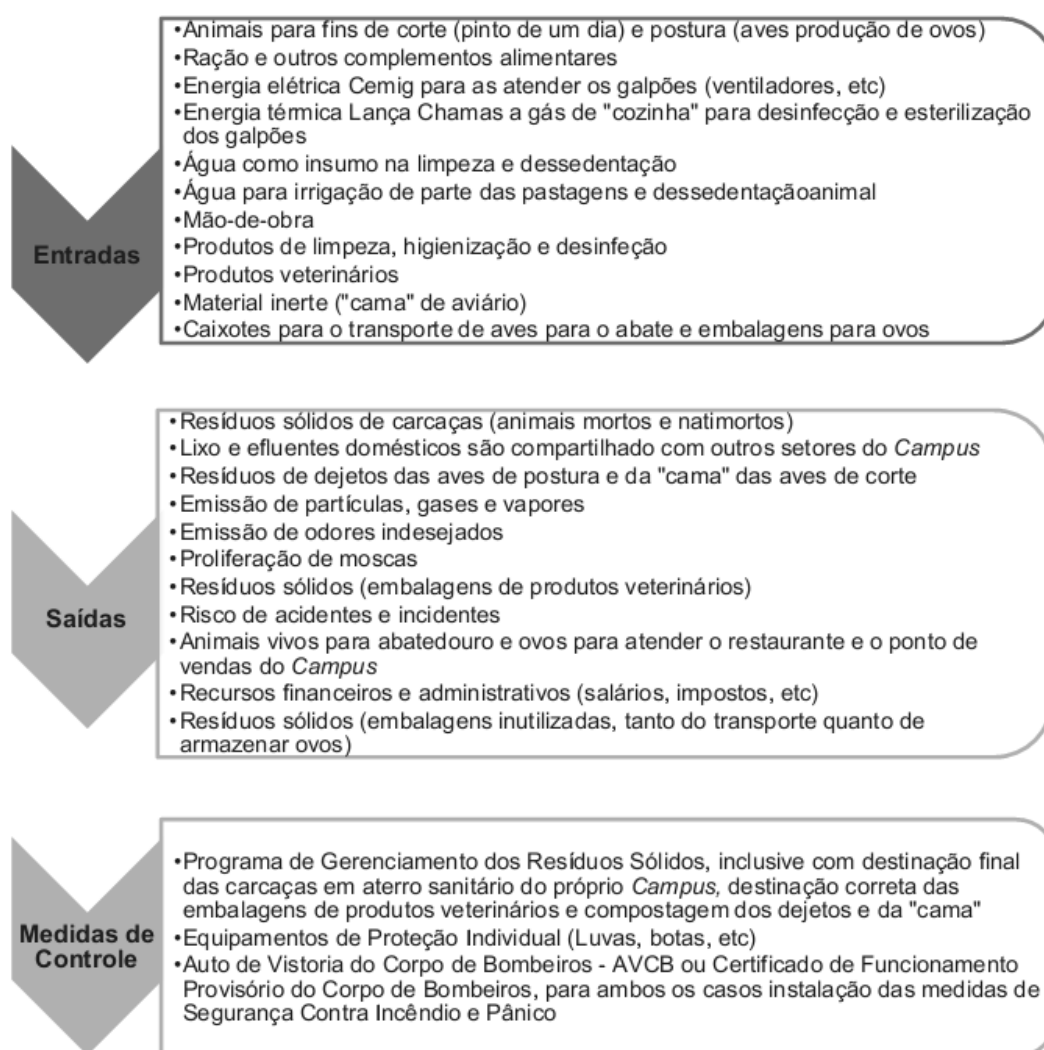 •Animais para fins de corte (pinto de um dia) e postura (aves produção de ovos)
•Ração e outros complementos alimentares
•Energia elétrica Cemig para as atender os galpões (ventiladores, etc)
•Energia térmica Lança Chamas a gás de "cozinha" para desinfecção e esterilização
dos galpões
•Água como insumo na limpeza e dessedentação
•Água para irrigação de parte das pastagens e dessedentaçãoanimal
•Mão-de-obra
Entradas
•Produtos de limpeza, higienização e desinfeção
•Produtos veterinários
•Material inerte ("cama" de aviário)
•Caixotes para o transporte de aves para o abate e embalagens para ovos
•Resíduos sólidos de carcaças (animais mortos e natimortos)
•Lixo e efluentes domésticos são compartilhado com outros setores do Campus
•Resíduos de dejetos das aves de postura e da "cama" das aves de corte
•Emissão de partículas, gases e vapores
•Emissão de odores indesejados
•Proliferação de moscas
•Resíduos sólidos (embalagens de produtos veterinários)
Saídas
•Risco de acidentes e incidentes
•Animais vivos para abatedouro e ovos para atender o restaurante e o ponto de
vendas do Campus
•Recursos financeiros e administrativos (salários, impostos, etc)
•Resíduos sólidos (embalagens inutilizadas, tanto do transporte quanto de
armazenar ovos)
•Programa de Gerenciamento dos Resíduos Sólidos, inclusive com destinação final
das carcaças em aterro sanitário do próprio Campus, destinação correta das
embalagens de produtos veterinários e compostagem dos dejetos e da "cama"
Medidas de
Controle
•Equipamentos de Proteção Individual (Luvas, botas, etc)
•Auto de Vistoria do Corpo de Bombeiros - AVCB ou Certificado de Funcionamento
Provisório do Corpo de Bombeiros, para ambos os casos instalação das medidas de
Segurança Contra Incêndio e Pânico